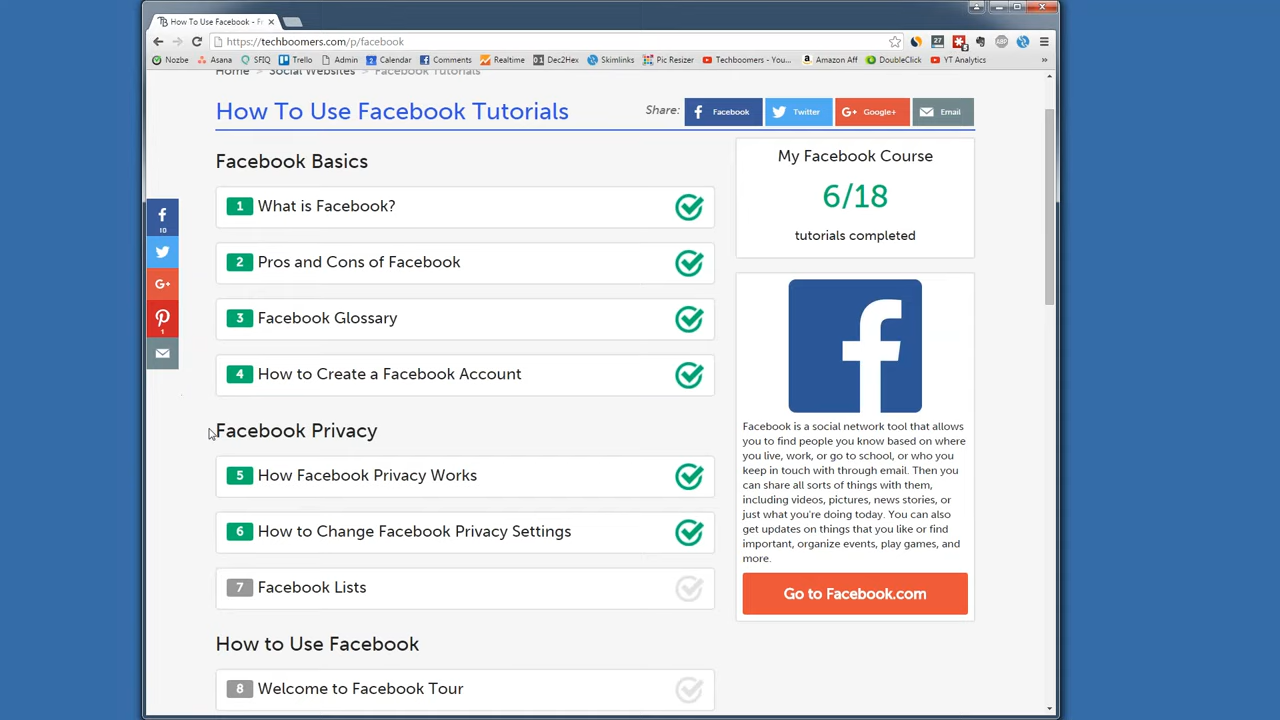 How To Use Facebook - F
https://techboomers.com/p/facebook
Nozbe Asana SFIQ Trello Admin Calendar Comments Realtime Dec2Hex Skimlinks Pic Resizer Techboomers - You... Amazon Aff DoubleClick YT Analytics »
Home > Social Websites > Facebook Tutorials
How To Use Facebook Tutorials
Share: Facebook Twitter Google+ Email
Facebook Basics
1 What is Facebook?
2 Pros and Cons of Facebook
3 Facebook Glossary
4 How to Create a Facebook Account
Facebook Privacy
5 How Facebook Privacy Works
6 How to Change Facebook Privacy Settings
7 Facebook Lists
How to Use Facebook
8 Welcome to Facebook Tour
10
1
My Facebook Course
6/18
tutorials completed
Facebook is a social network tool that allows
you to find people you know based on where
you live, work, or go to school, or who you
keep in touch with through email. Then you
can share all sorts of things with them,
including videos, pictures, news stories, or
just what you're doing today. You can also
get updates on things that you like or find
important, organize events, play games, and
more.
Go to Facebook.com